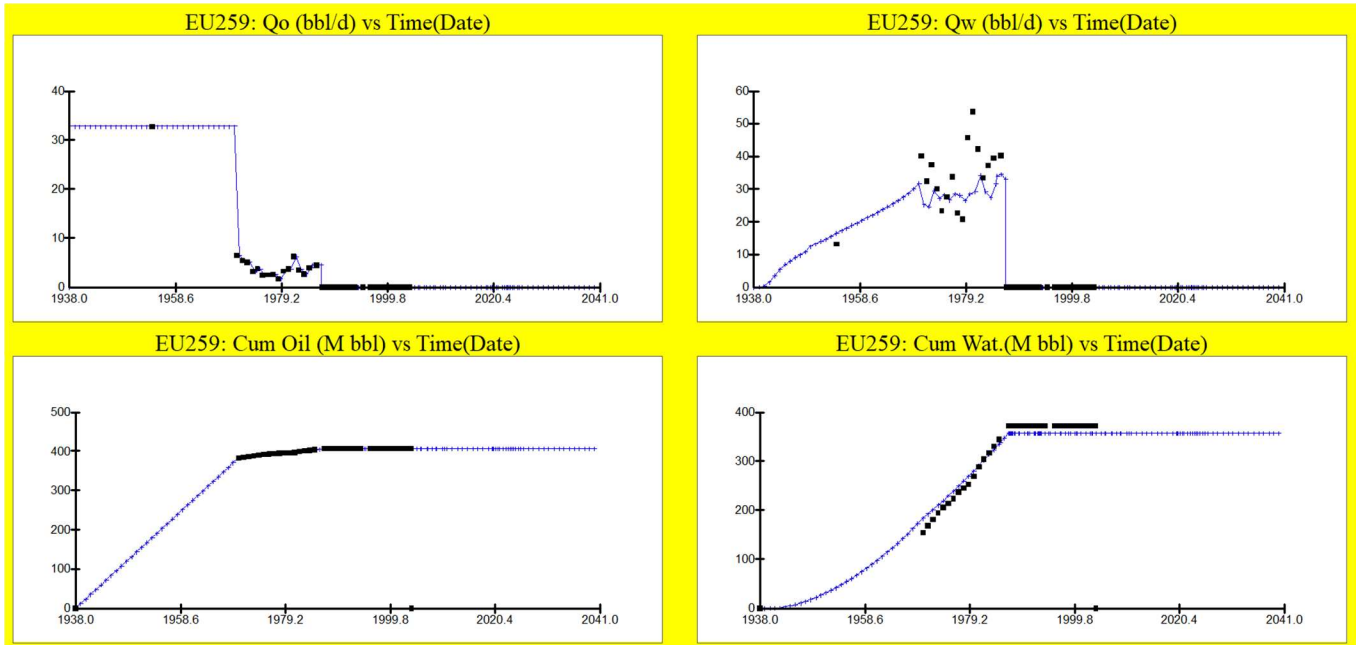 EU259: Qo (bbl/d) vs Time(Date)
40
30
20
10
0
1938.0 1958.6 1979.2 1999.8 2020.4 2041.0
EU259: Qw (bbl/d) vs Time(Date)
60
50
40
30
20
10
0
1938.0 1958.6 1979.2 1999.8 2020.4 2041.0
EU259: Cum Oil (M bbl) vs Time(Date)
500
400
300
200
100
0
1938.0 1958.6 1979.2 1999.8 2020.4 2041.0
EU259: Cum Wat.(M bbl) vs Time(Date)
400
300
200
100
0
1938.0 1958.6 1979.2 1999.8 2020.4 2041.0